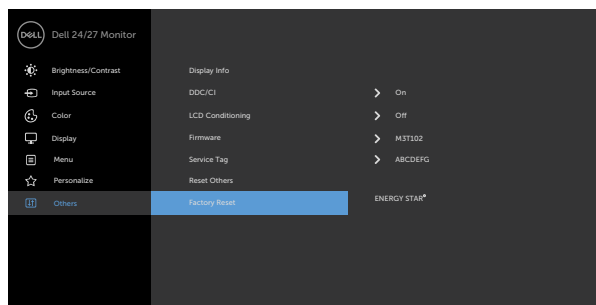 DELL Dell 24/27 Monitor
Brightness/Contrast Display Info
Input Source DDC/CI On
Color LCD Conditioning Off
Display Firmware M3T102
Menu Service Tag ABCDEFG
Personalize Reset Others
Others Factory Reset ENERGY STAR®